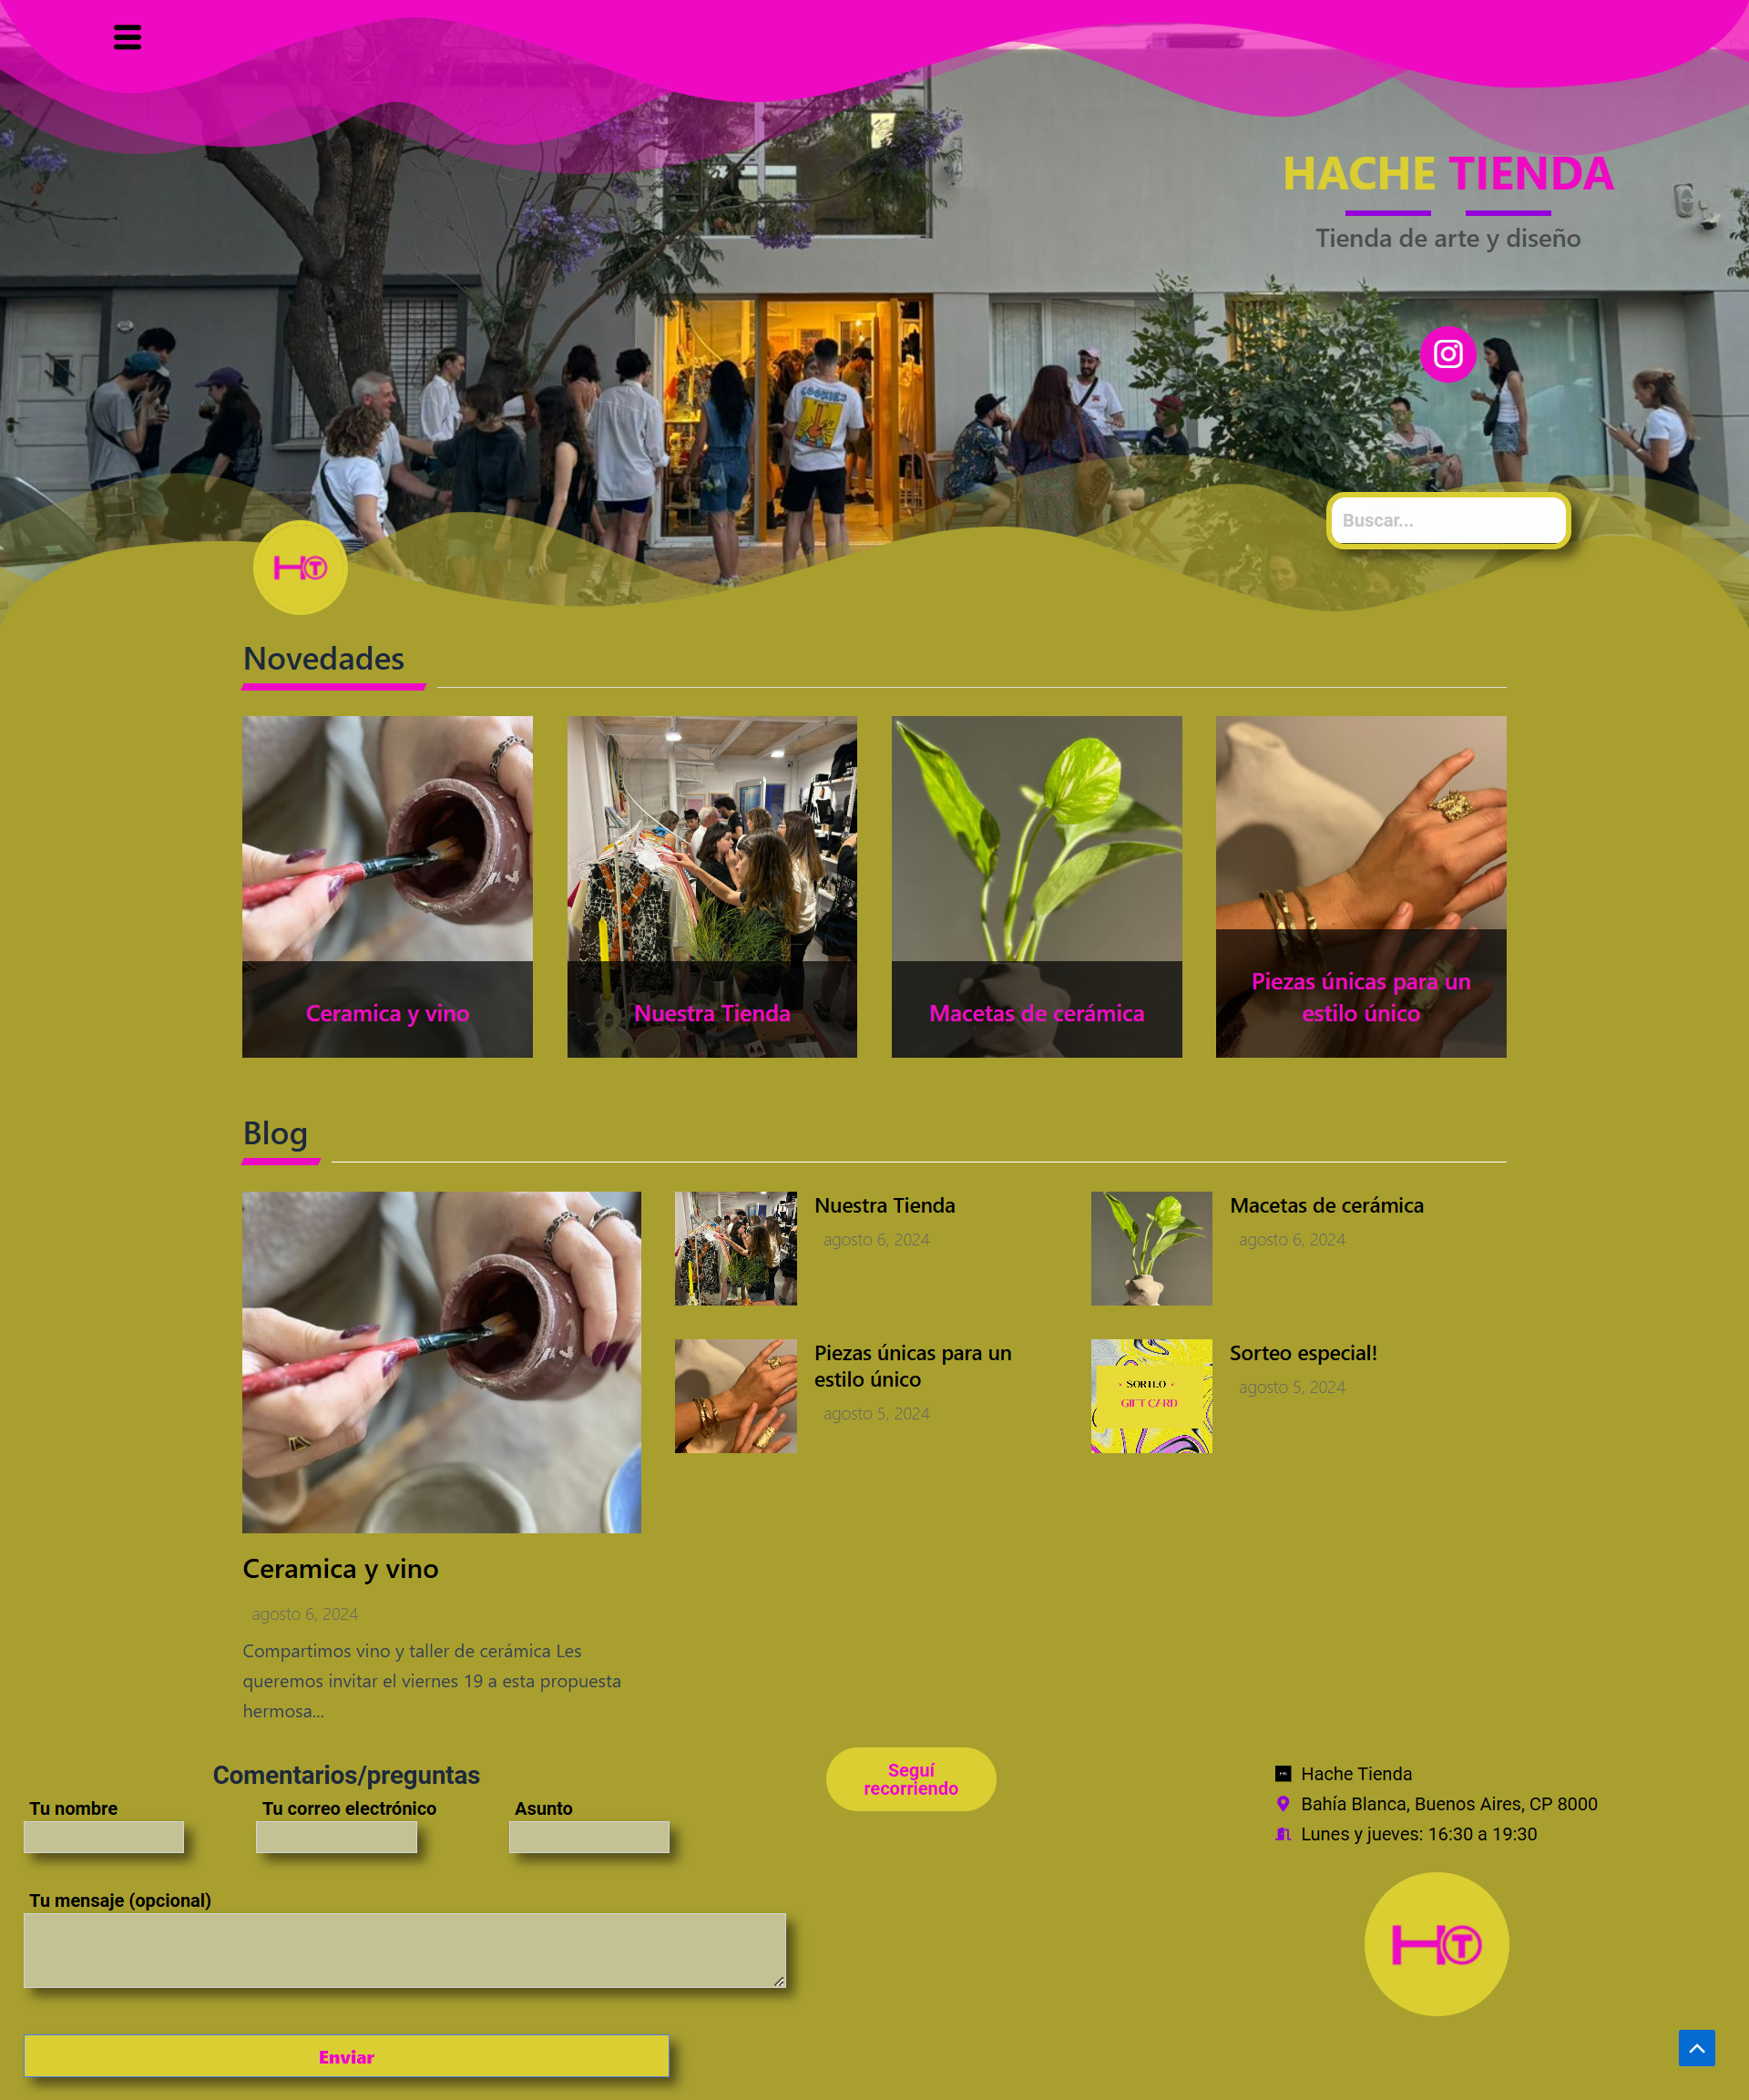 HACHE TIENDA
Tienda de arte y diseño
COOKIES
Buscar...
HT
Novedades
Ceramica y vino
Nuestra Tienda
Macetas de cerámica
Piezas únicas para un
estilo único
Blog
Nuestra Tienda
agosto 6, 2024
Macetas de cerámica
agosto 6, 2024
Piezas únicas para un
estilo único
agosto 5, 2024
Sorteo especial!
agosto 5, 2024
SORTEO
GIFT CARD
Ceramica y vino
agosto 6, 2024
Compartimos vino y taller de cerámica Les
queremos invitar el viernes 19 a esta propuesta
hermosa...
Comentarios/preguntas
Tu nombre
Tu correo electrónico
Asunto
Tu mensaje (opcional)
Enviar
Seguí
recorriendo
Hache Tienda
Bahía Blanca, Buenos Aires, CP 8000
Lunes y jueves: 16:30 a 19:30
HT